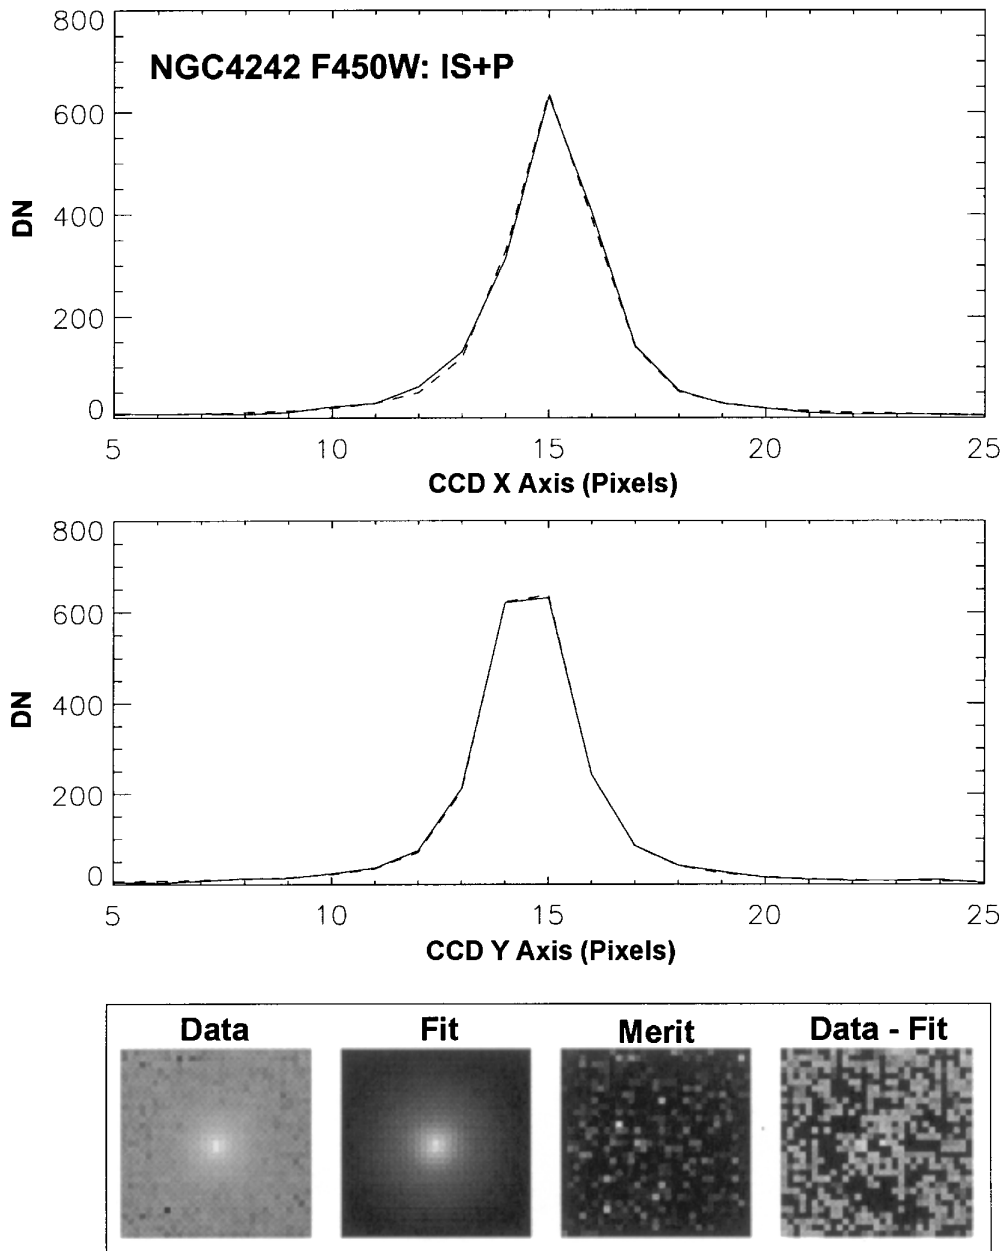 800
NGC4242 F450W: IS+P
600
DN
400
200
0
5 10 15 20 25
CCD X Axis (Pixels)
800
600
DN
400
200
0
5 10 15 20 25
CCD Y Axis (Pixels)
Data Fit Merit Data - Fit